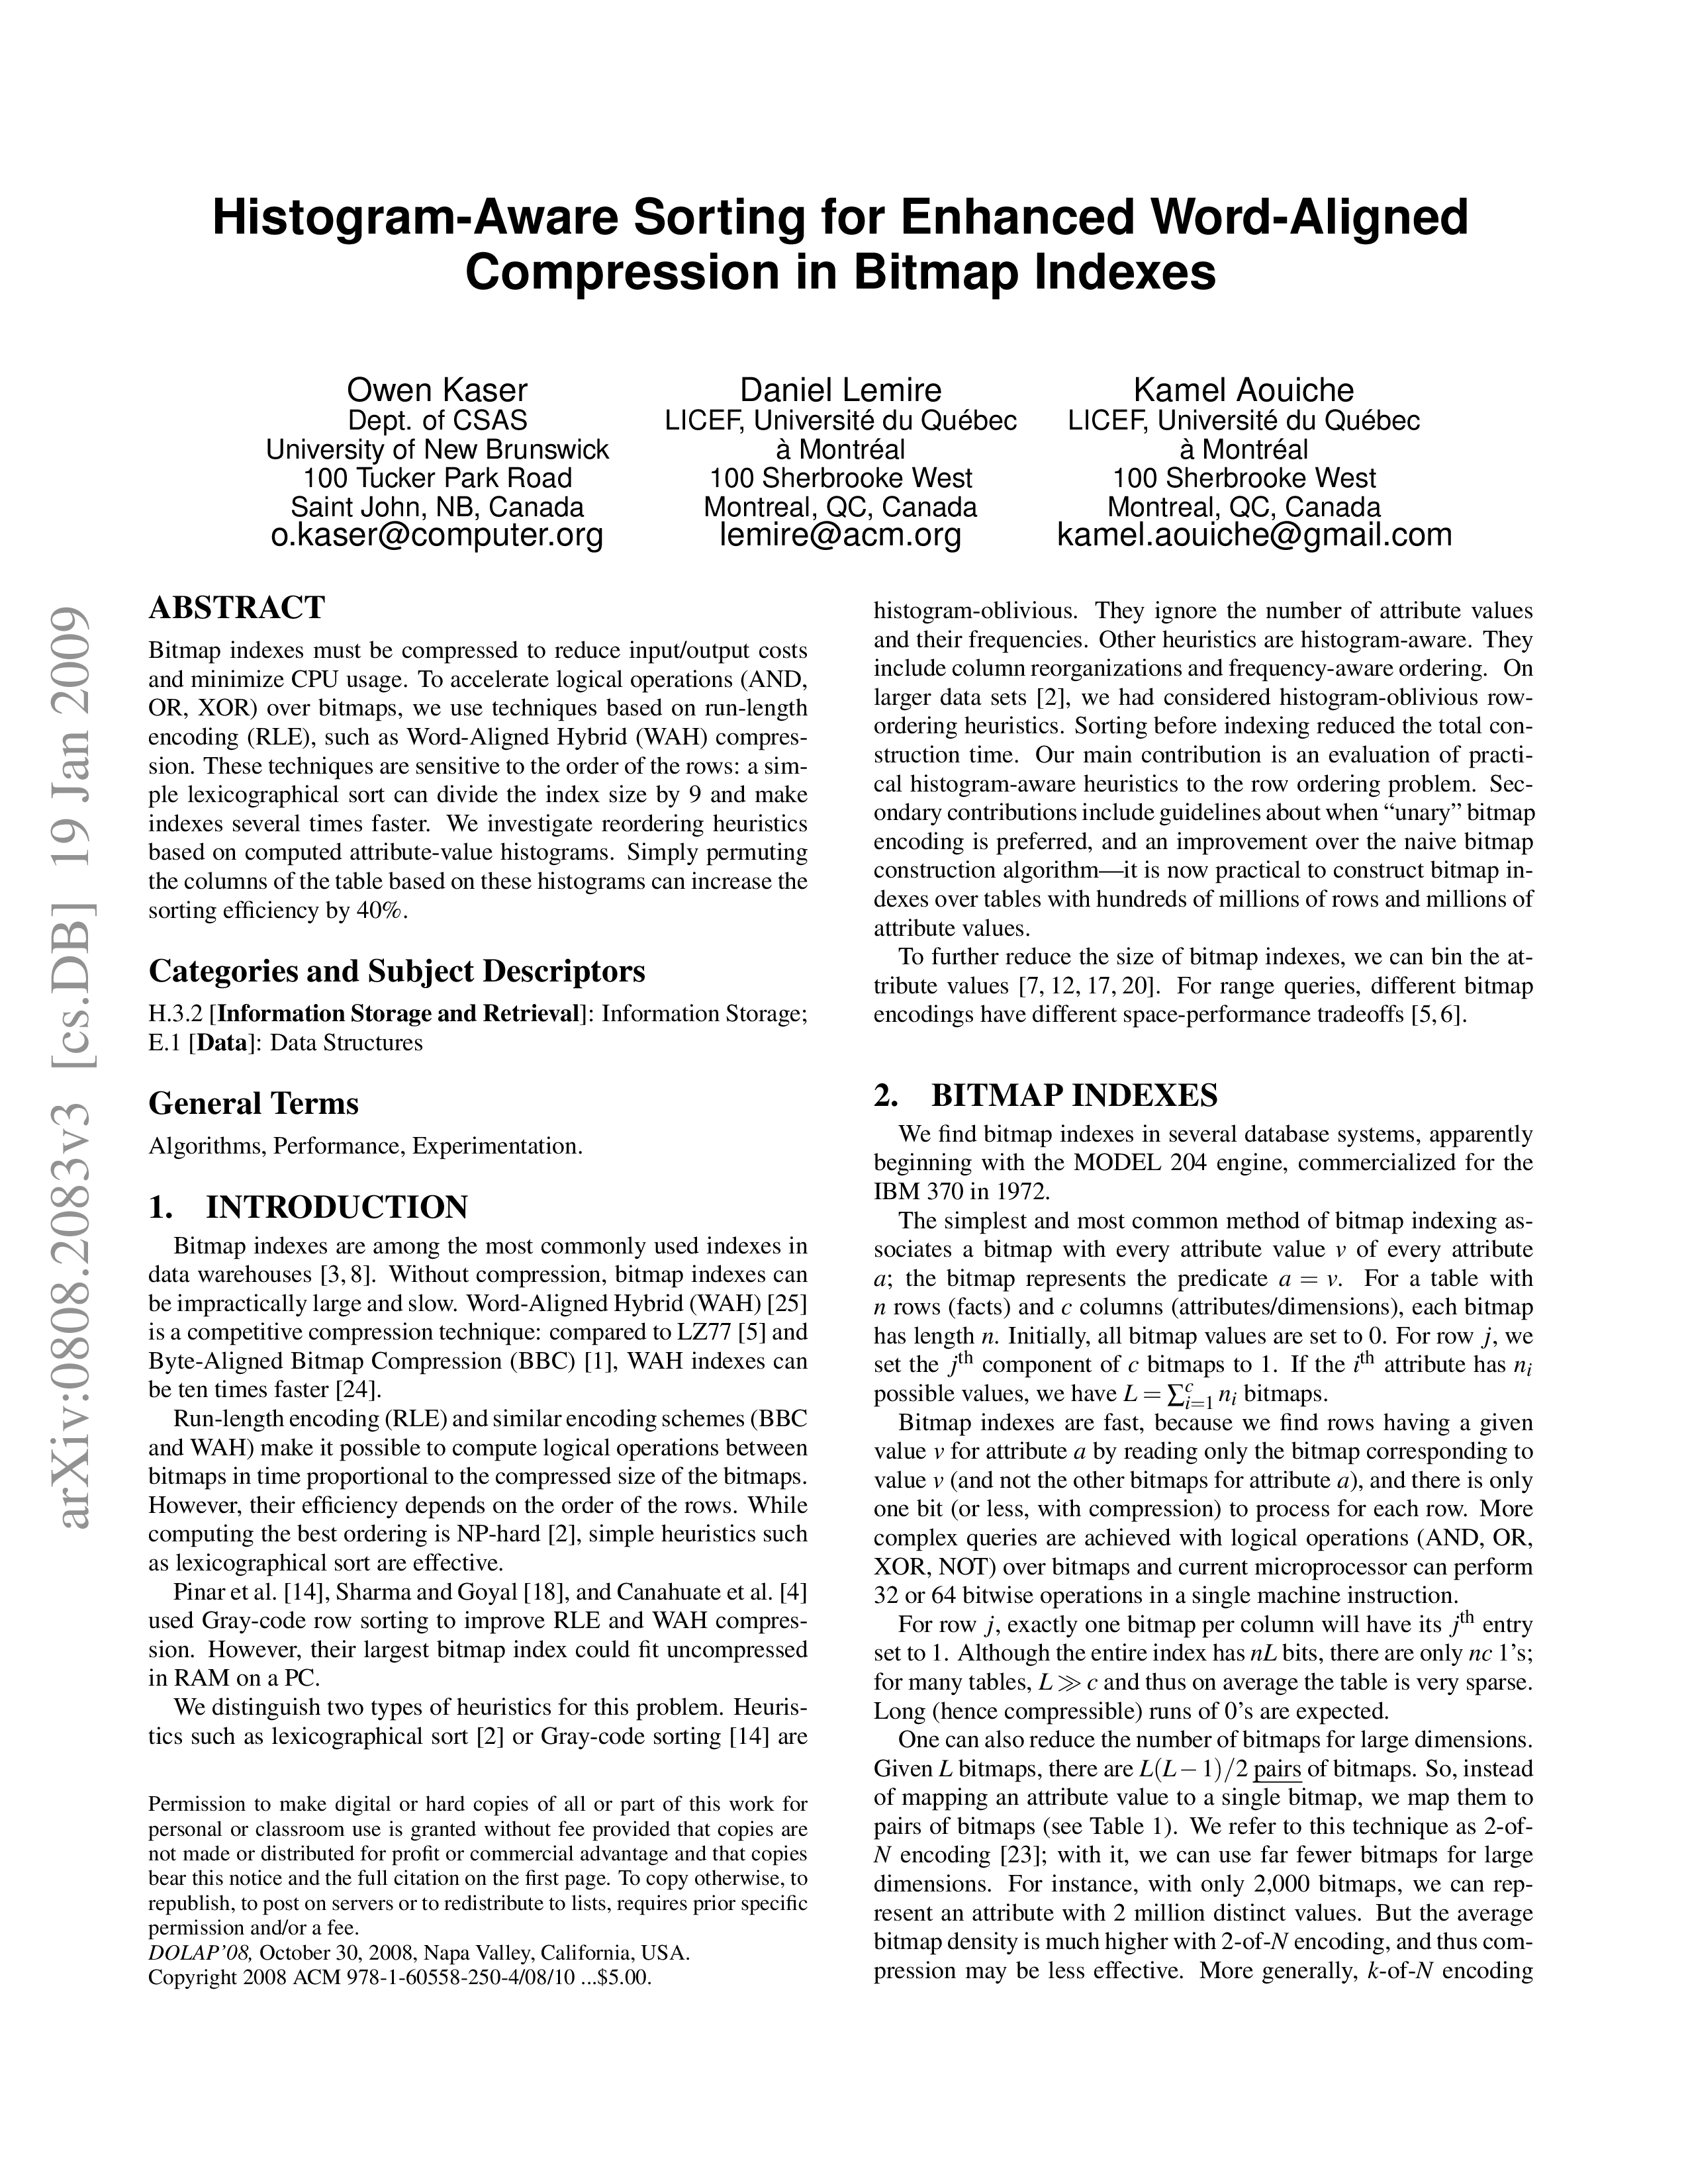 Histogram-Aware Sorting for Enhanced Word-Aligned
Compression in Bitmap Indexes
Owen Kaser
Dept. of CSAS
University of New Brunswick
100 Tucker Park Road
Saint John, NB, Canada
o.kaser@computer.org
Daniel Lemire
LICEF, Université du Québec
à Montréal
100 Sherbrooke West
Montreal, QC, Canada
lemire@acm.org
Kamel Aouiche
LICEF, Université du Québec
à Montréal
100 Sherbrooke West
Montreal, QC, Canada
kamel.aouiche@gmail.com
arXiv:0808.2083v3 [cs.DB] 19 Jan 2009
ABSTRACT
Bitmap indexes must be compressed to reduce input/output costs
and minimize CPU usage. To accelerate logical operations (AND,
OR, XOR) over bitmaps, we use techniques based on run-length
encoding (RLE), such as Word-Aligned Hybrid (WAH) compres-
sion. These techniques are sensitive to the order of the rows: a sim-
ple lexicographical sort can divide the index size by 9 and make
indexes several times faster. We investigate reordering heuristics
based on computed attribute-value histograms. Simply permuting
the columns of the table based on these histograms can increase the
sorting efficiency by 40%.
Categories and Subject Descriptors
H.3.2 [Information Storage and Retrieval]: Information Storage;
E.1 [Data]: Data Structures
General Terms
Algorithms, Performance, Experimentation.
1. INTRODUCTION
Bitmap indexes are among the most commonly used indexes in
data warehouses [3, 8]. Without compression, bitmap indexes can
be impractically large and slow. Word-Aligned Hybrid (WAH) [25]
is a competitive compression technique: compared to LZ77 [5] and
Byte-Aligned Bitmap Compression (BBC) [1], WAH indexes can
be ten times faster [24].
Run-length encoding (RLE) and similar encoding schemes (BBC
and WAH) make it possible to compute logical operations between
bitmaps in time proportional to the compressed size of the bitmaps.
However, their efficiency depends on the order of the rows. While
computing the best ordering is NP-hard [2], simple heuristics such
as lexicographical sort are effective.
Pinar et al. [14], Sharma and Goyal [18], and Canahuate et al. [4]
used Gray-code row sorting to improve RLE and WAH compres-
sion. However, their largest bitmap index could fit uncompressed
in RAM on a PC.
We distinguish two types of heuristics for this problem. Heuris-
tics such as lexicographical sort [2] or Gray-code sorting [14] are
Permission to make digital or hard copies of all or part of this work for
personal or classroom use is granted without fee provided that copies are
not made or distributed for profit or commercial advantage and that copies
bear this notice and the full citation on the first page. To copy otherwise, to
republish, to post on servers or to redistribute to lists, requires prior specific
permission and/or a fee.
DOLAP'08, October 30, 2008, Napa Valley, California, USA.
Copyright 2008 ACM 978-1-60558-250-4/08/10 ...$5.00.
histogram-oblivious. They ignore the number of attribute values
and their frequencies. Other heuristics are histogram-aware. They
include column reorganizations and frequency-aware ordering. On
larger data sets [2], we had considered histogram-oblivious row-
ordering heuristics. Sorting before indexing reduced the total con-
struction time. Our main contribution is an evaluation of practi-
cal histogram-aware heuristics to the row ordering problem. Sec-
ondary contributions include guidelines about when “unary” bitmap
encoding is preferred, and an improvement over the naive bitmap
construction algorithm—it is now practical to construct bitmap in-
dexes over tables with hundreds of millions of rows and millions of
attribute values.
To further reduce the size of bitmap indexes, we can bin the at-
tribute values [7, 12, 17, 20]. For range queries, different bitmap
encodings have different space-performance tradeoffs [5, 6].
2. BITMAP INDEXES
We find bitmap indexes in several database systems, apparently
beginning with the MODEL 204 engine, commercialized for the
IBM 370 in 1972.
The simplest and most common method of bitmap indexing as-
sociates a bitmap with every attribute value v of every attribute
a; the bitmap represents the predicate a = v. For a table with
n rows (facts) and c columns (attributes/dimensions), each bitmap
has length n. Initially, all bitmap values are set to 0. For row j, we
set the jth component of c bitmaps to 1. If the ith attribute has ni
possible values, we have L = ∑ci=1 ni bitmaps.
Bitmap indexes are fast, because we find rows having a given
value v for attribute a by reading only the bitmap corresponding to
value v (and not the other bitmaps for attribute a), and there is only
one bit (or less, with compression) to process for each row. More
complex queries are achieved with logical operations (AND, OR,
XOR, NOT) over bitmaps and current microprocessor can perform
32 or 64 bitwise operations in a single machine instruction.
For row j, exactly one bitmap per column will have its jth entry
set to 1. Although the entire index has nL bits, there are only nc 1's;
for many tables, L ≫ c and thus on average the table is very sparse.
Long (hence compressible) runs of 0's are expected.
One can also reduce the number of bitmaps for large dimensions.
Given L bitmaps, there are L(L−1)/2 pairs of bitmaps. So, instead
of mapping an attribute value to a single bitmap, we map them to
pairs of bitmaps (see Table 1). We refer to this technique as 2-of-
N encoding [23]; with it, we can use far fewer bitmaps for large
dimensions. For instance, with only 2,000 bitmaps, we can rep-
resent an attribute with 2 million distinct values. But the average
bitmap density is much higher with 2-of-N encoding, and thus com-
pression may be less effective. More generally, k-of-N encoding